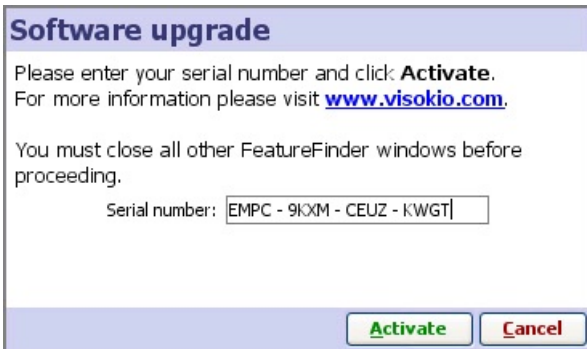 Software upgrade
Please enter your serial number and click Activate.
For more information please visit www.visokio.com.
You must close all other FeatureFinder windows before
proceeding.
Serial number: EMPC - 9KXM - CEUZ - KWGT
Activate Cancel